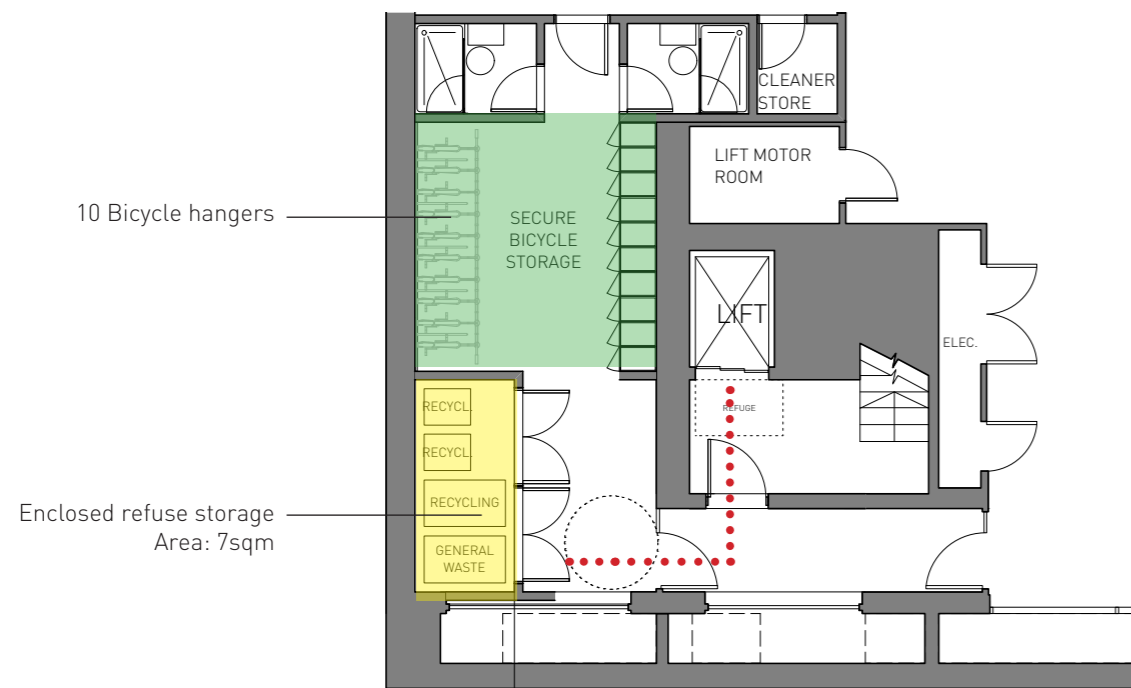 CLEANER
STORE
LIFT MOTOR
ROOM
10 Bicycle hangers
SECURE
BICYCLE
STORAGE
LIFT
ELEC.
REFUGE
RECYCL.
RECYCL.
RECYCLING
GENERAL
WASTE
Enclosed refuse storage
Area: 7sqm